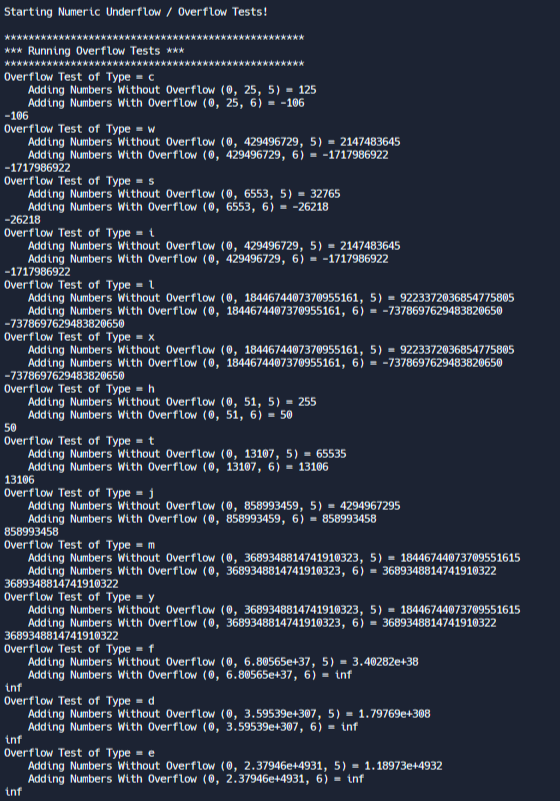 Starting Numeric Underflow / Overflow Tests!
**************************************************
*** Running Overflow Tests ***
**************************************************
Overflow Test of Type = c
Adding Numbers Without Overflow (0, 25, 5) = 125
Adding Numbers With Overflow (0, 25, 6) = -106
-106
Overflow Test of Type = w
Adding Numbers Without Overflow (0, 429496729, 5) = 2147483645
Adding Numbers With Overflow (0, 429496729, 6) = -1717986922
-1717986922
Overflow Test of Type = s
Adding Numbers Without Overflow (0, 6553, 5) = 32765
Adding Numbers With Overflow (0, 6553, 6) = -26218
-26218
Overflow Test of Type = i
Adding Numbers Without Overflow (0, 429496729, 5) = 2147483645
Adding Numbers With Overflow (0, 429496729, 6) = -1717986922
-1717986922
Overflow Test of Type = l
Adding Numbers Without Overflow (0, 1844674407370955161, 5) = 9223372036854775805
Adding Numbers With Overflow (0, 1844674407370955161, 6) = -7378697629483820650
-7378697629483820650
Overflow Test of Type = x
Adding Numbers Without Overflow (0, 1844674407370955161, 5) = 9223372036854775805
Adding Numbers With Overflow (0, 1844674407370955161, 6) = -7378697629483820650
-7378697629483820650
Overflow Test of Type = h
Adding Numbers Without Overflow (0, 51, 5) = 255
Adding Numbers With Overflow (0, 51, 6) = 50
50
Overflow Test of Type = t
Adding Numbers Without Overflow (0, 13107, 5) = 65535
Adding Numbers With Overflow (0, 13107, 6) = 13106
13106
Overflow Test of Type = j
Adding Numbers Without Overflow (0, 858993459, 5) = 4294967295
Adding Numbers With Overflow (0, 858993459, 6) = 858993458
858993458
Overflow Test of Type = m
Adding Numbers Without Overflow (0, 3689348814741910323, 5) = 18446744073709551615
Adding Numbers With Overflow (0, 3689348814741910323, 6) = 3689348814741910322
3689348814741910322
Overflow Test of Type = y
Adding Numbers Without Overflow (0, 3689348814741910323, 5) = 18446744073709551615
Adding Numbers With Overflow (0, 3689348814741910323, 6) = 3689348814741910322
3689348814741910322
Overflow Test of Type = f
Adding Numbers Without Overflow (0, 6.80565e+37, 5) = 3.40282e+38
Adding Numbers With Overflow (0, 6.80565e+37, 6) = inf
inf
Overflow Test of Type = d
Adding Numbers Without Overflow (0, 3.59539e+307, 5) = 1.79769e+308
Adding Numbers With Overflow (0, 3.59539e+307, 6) = inf
inf
Overflow Test of Type = e
Adding Numbers Without Overflow (0, 2.37946e+4931, 5) = 1.18973e+4932
Adding Numbers With Overflow (0, 2.37946e+4931, 6) = inf
inf